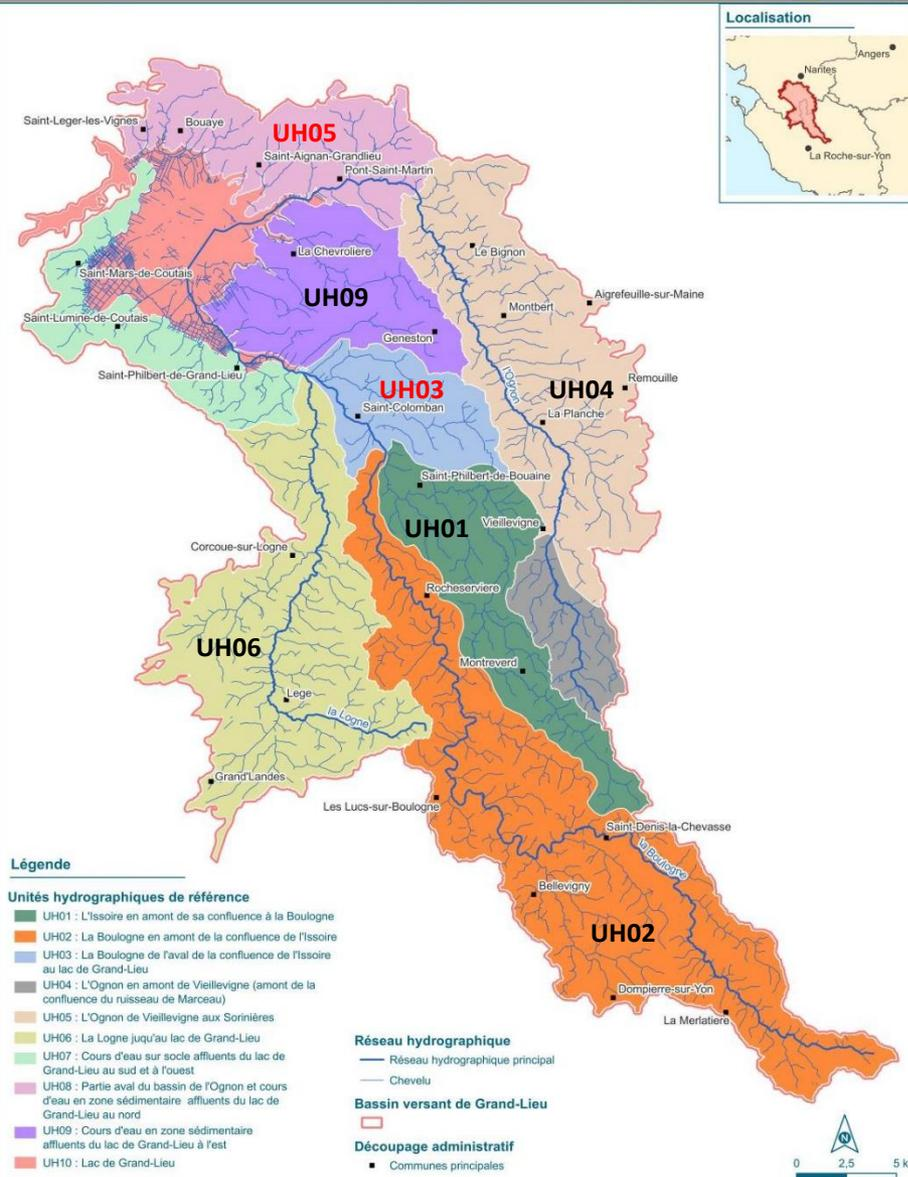 Localisation
Angers
Nantes
La Roche-sur-Yon
Saint-Leger-les-Vignes
Bouaye
UH05
Saint-Aignan-Grandlieu
Pont-Saint-Martin
La Chevroliere
Le Bignon
Saint-Mars-de-Coutais
UH09
Aigrefeuille-sur-Maine
Montbert
Saint-Lumine-de-Coutais
Geneston
Saint-Philbert-de-Grand-Lieu
l'Ognon
UH03
UH04
Remouille
Saint-Colomban
La Planche
Saint-Philbert-de-Bouaine
UH01
Vieillevigne
Corcoue-sur-Logne
Rocheserviere
UH06
Montreverd
Lege
la Logne
Grand'Landes
Les Lucs-sur-Boulogne
Saint-Denis-la-Chevasse
la Boulogne
Bellevigny
UH02
Dompierre-sur-Yon
La Merlatiere
Légende
Unités hydrographiques de référence
UH01 : L'Issoire en amont de sa confluence à la Boulogne
UH02 : La Boulogne en amont de la confluence de l'Issoire
UH03 : La Boulogne de l'aval de la confluence de l'Issoire
au lac de Grand-Lieu
UH04 : L'Ognon en amont de Vieillevigne (amont de la
confluence du ruisseau de Marceau)
UH05 : L'Ognon de Vieillevigne aux Sorinières
UH06 : La Logne juqu'au lac de Grand-Lieu
UH07 : Cours d'eau sur socle affluents du lac de
Grand-Lieu au sud et à l'ouest
UH08 : Partie aval du bassin de l'Ognon et cours
d'eau en zone sédimentaire affluents du lac de
Grand-Lieu au nord
UH09 : Cours d'eau en zone sédimentaire
affluents du lac de Grand-Lieu à l'est
UH10 : Lac de Grand-Lieu
Réseau hydrographique
Réseau hydrographique principal
Chevelu
Bassin versant de Grand-Lieu
Découpage administratif
Communes principales
N
0 2,5 5 k